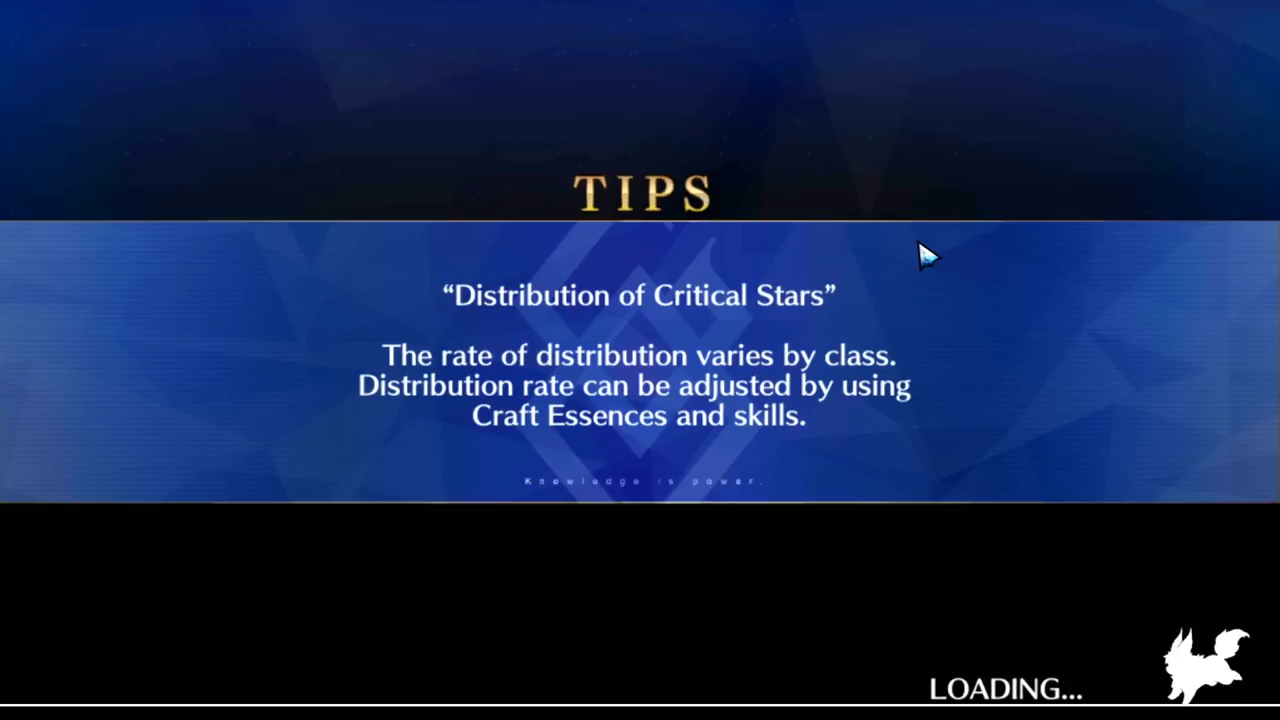 TIPS
“Distribution of Critical Stars”
The rate of distribution varies by class.
Distribution rate can be adjusted by using
Craft Essences and skills.
Knowledge is power.
LOADING...